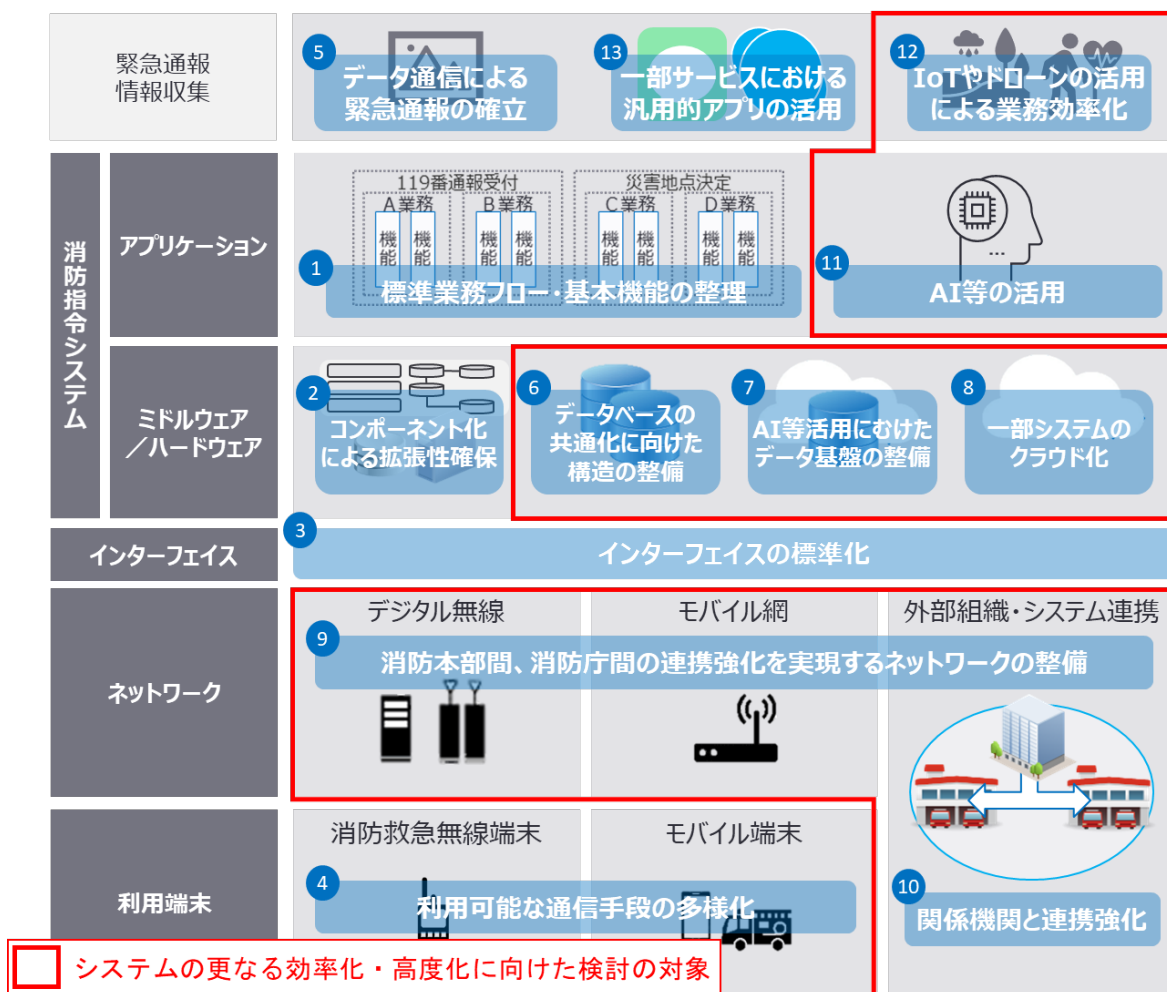 緊急通報
情報収集
5
データ通信による
緊急通報の確立
13
一部サービスにおける
汎用的アプリの活用
12
IoTやドローンの活用
による業務効率化
消防指令システム
アプリケーション
119番通報受付
A業務
機能
機能
B業務
機能
機能
災害地点決定
C業務
機能
機能
D業務
機能
機能
1
標準業務フロー・基本機能の整理
11
...
AI等の活用
ミドルウェア
／ハードウェア
2
コンポーネント化
による拡張性確保
6
データベースの
共通化に向けた
構造の整備
7
AI等活用にむけた
データ基盤の整備
8
一部システムの
クラウド化
インターフェイス
3
インターフェイスの標準化
ネットワーク
デジタル無線
モバイル網
外部組織・システム連携
9
消防本部間、消防庁間の連携強化を実現するネットワークの整備
利用端末
消防救急無線端末
モバイル端末
4
利用可能な通信手段の多様化
10
関係機関と連携強化
システムの更なる効率化・高度化に向けた検討の対象